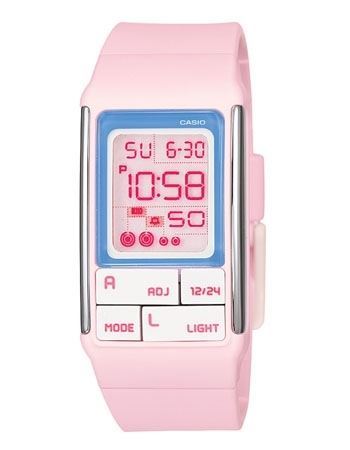 CASIO
SU 6-30
P
10:58
50
A ADJ 12/24
MODE L LIGHT